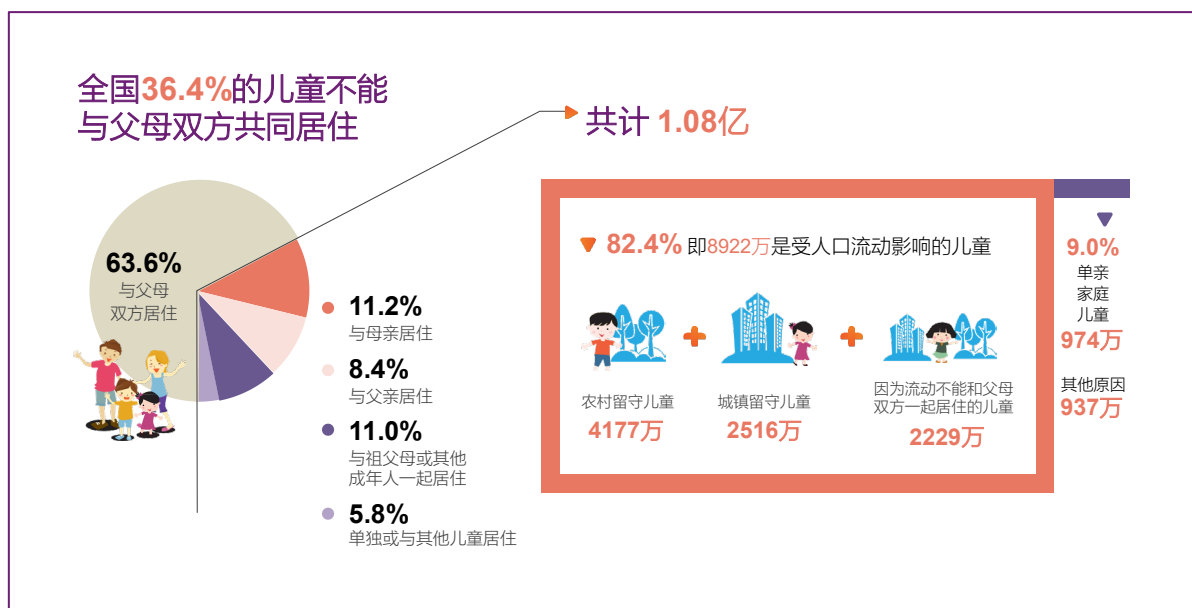 全国36.4%的儿童不能
与父母双方共同居住
共计 1.08亿
63.6%
与父母
双方居住
11.2%
与母亲居住
8.4%
与父亲居住
11.0%
与祖父母或其他
成年人一起居住
5.8%
单独或与其他儿童居住
82.4% 即8922万是受人口流动影响的儿童
农村留守儿童
4177万
城镇留守儿童
2516万
因为流动不能和父母
双方一起居住的儿童
2229万
9.0%
单亲
家庭
儿童
974万
其他原因
937万